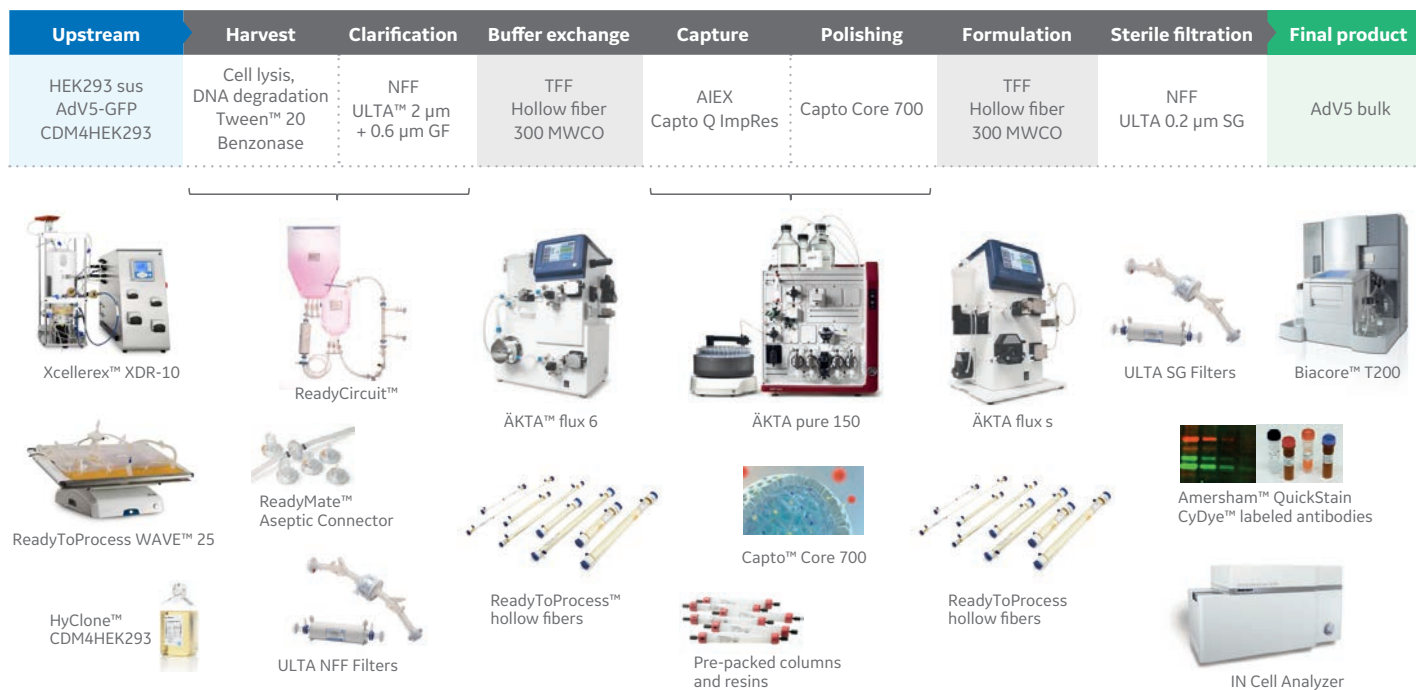 Upstream
Harvest
Clarification
Buffer exchange
Capture
Polishing
Formulation
Sterile filtration
Final product
HEK293 sus
AdV5-GFP
CDM4HEK293
Cell lysis,
DNA degradation
Tween™ 20
Benzonase
NFF
ULTA™ 2 μm
+ 0.6 μm GF
TFF
Hollow fiber
300 MWCO
AIEX
Capto Q ImpRes
Capto Core 700
TFF
Hollow fiber
300 MWCO
NFF
ULTA 0.2 μm SG
AdV5 bulk
Xcellerex™ XDR-10
ReadyCircuit™
ÄKTA™ flux 6
ÄKTA pure 150
ÄKTA flux s
ULTA SG Filters
Biacore™ T200
ReadyToProcess WAVE™ 25
ReadyMate™
Aseptic Connector
Capto™ Core 700
Amersham™ QuickStain
CyDye™ labeled antibodies
HyClone™
CDM4HEK293
ULTA NFF Filters
ReadyToProcess™
hollow fibers
Pre-packed columns
and resins
ReadyToProcess
hollow fibers
IN Cell Analyzer